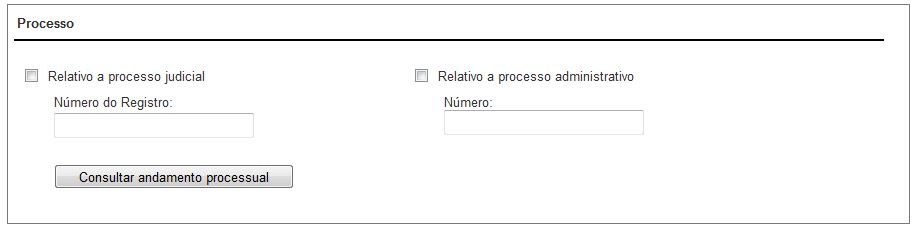 Processo
Relativo a processo judicial
Relativo a processo administrativo
Número do Registro:
Número:
Consultar andamento processual